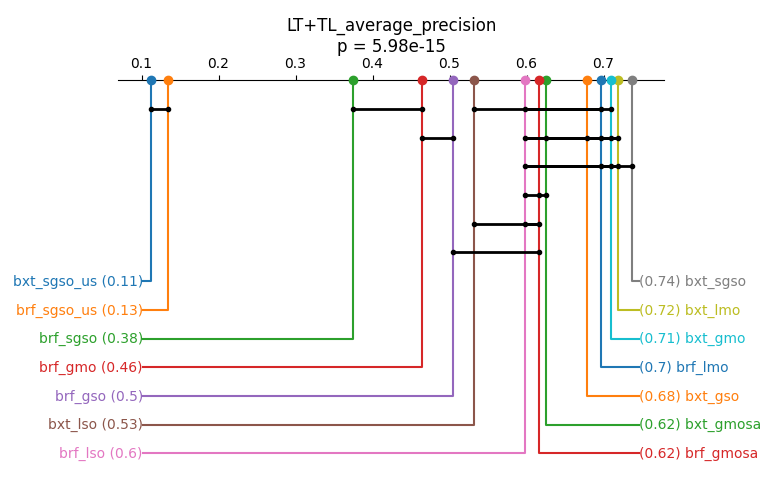 LT+TL_average_precision
p = 5.98e-15
0.1 0.2 0.3 0.4 0.5 0.6 0.7
bxt_sgso_us (0.11) (0.74) bxt_sgso
brf_sgso_us (0.13) (0.72) bxt_lmo
brf_sgso (0.38) (0.71) bxt_gmo
brf_gmo (0.46) (0.7) brf_lmo
brf_gso (0.5) (0.68) bxt_gso
bxt_lso (0.53) (0.62) bxt_gmosa
brf_lso (0.6) (0.62) brf_gmosa